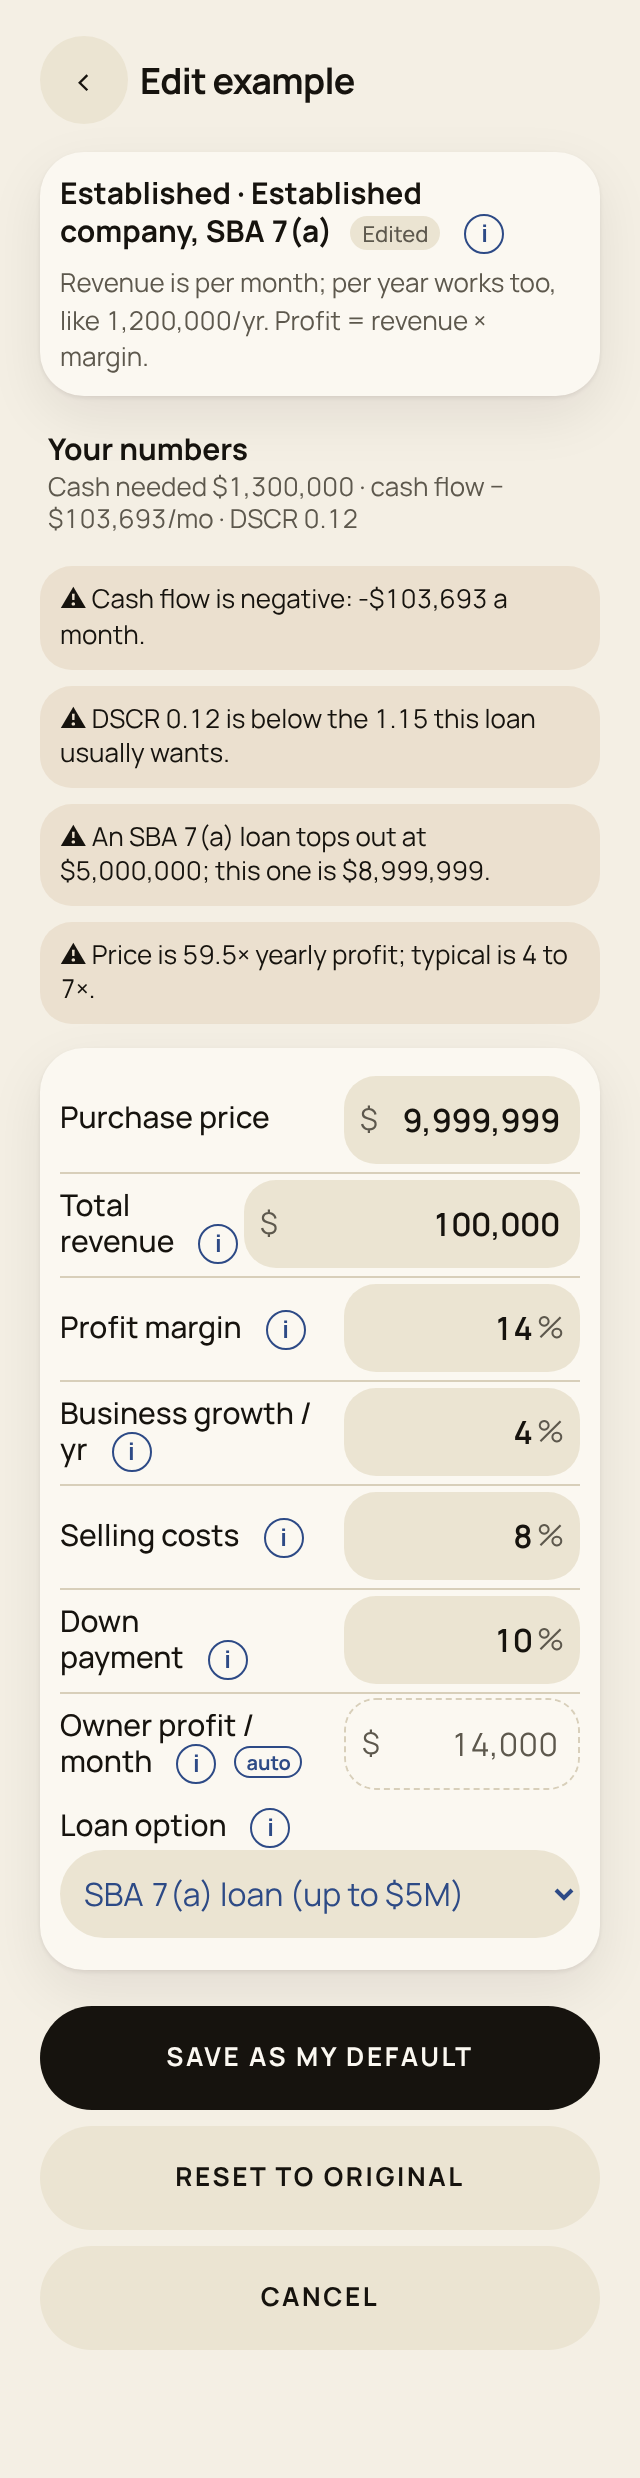 Edit example
Established · Established
company, SBA 7(a) Edited i
Revenue is per month; per year works too,
like 1,200,000/yr. Profit = revenue ×
margin.
Your numbers
Cash needed $1,300,000 · cash flow −
$103,693/mo · DSCR 0.12
⚠ Cash flow is negative: -$103,693 a
month.
⚠ DSCR 0.12 is below the 1.15 this loan
usually wants.
⚠ An SBA 7(a) loan tops out at
$5,000,000; this one is $8,999,999.
⚠ Price is 59.5× yearly profit; typical is 4 to
7×.
Purchase price $ 9,999,999
Total
revenue i $ 100,000
Profit margin i 14 %
Business growth /
yr i 4 %
Selling costs i 8 %
Down
payment i 10 %
Owner profit /
month i auto $ 14,000
Loan option i
SBA 7(a) loan (up to $5M)
SAVE AS MY DEFAULT
RESET TO ORIGINAL
CANCEL